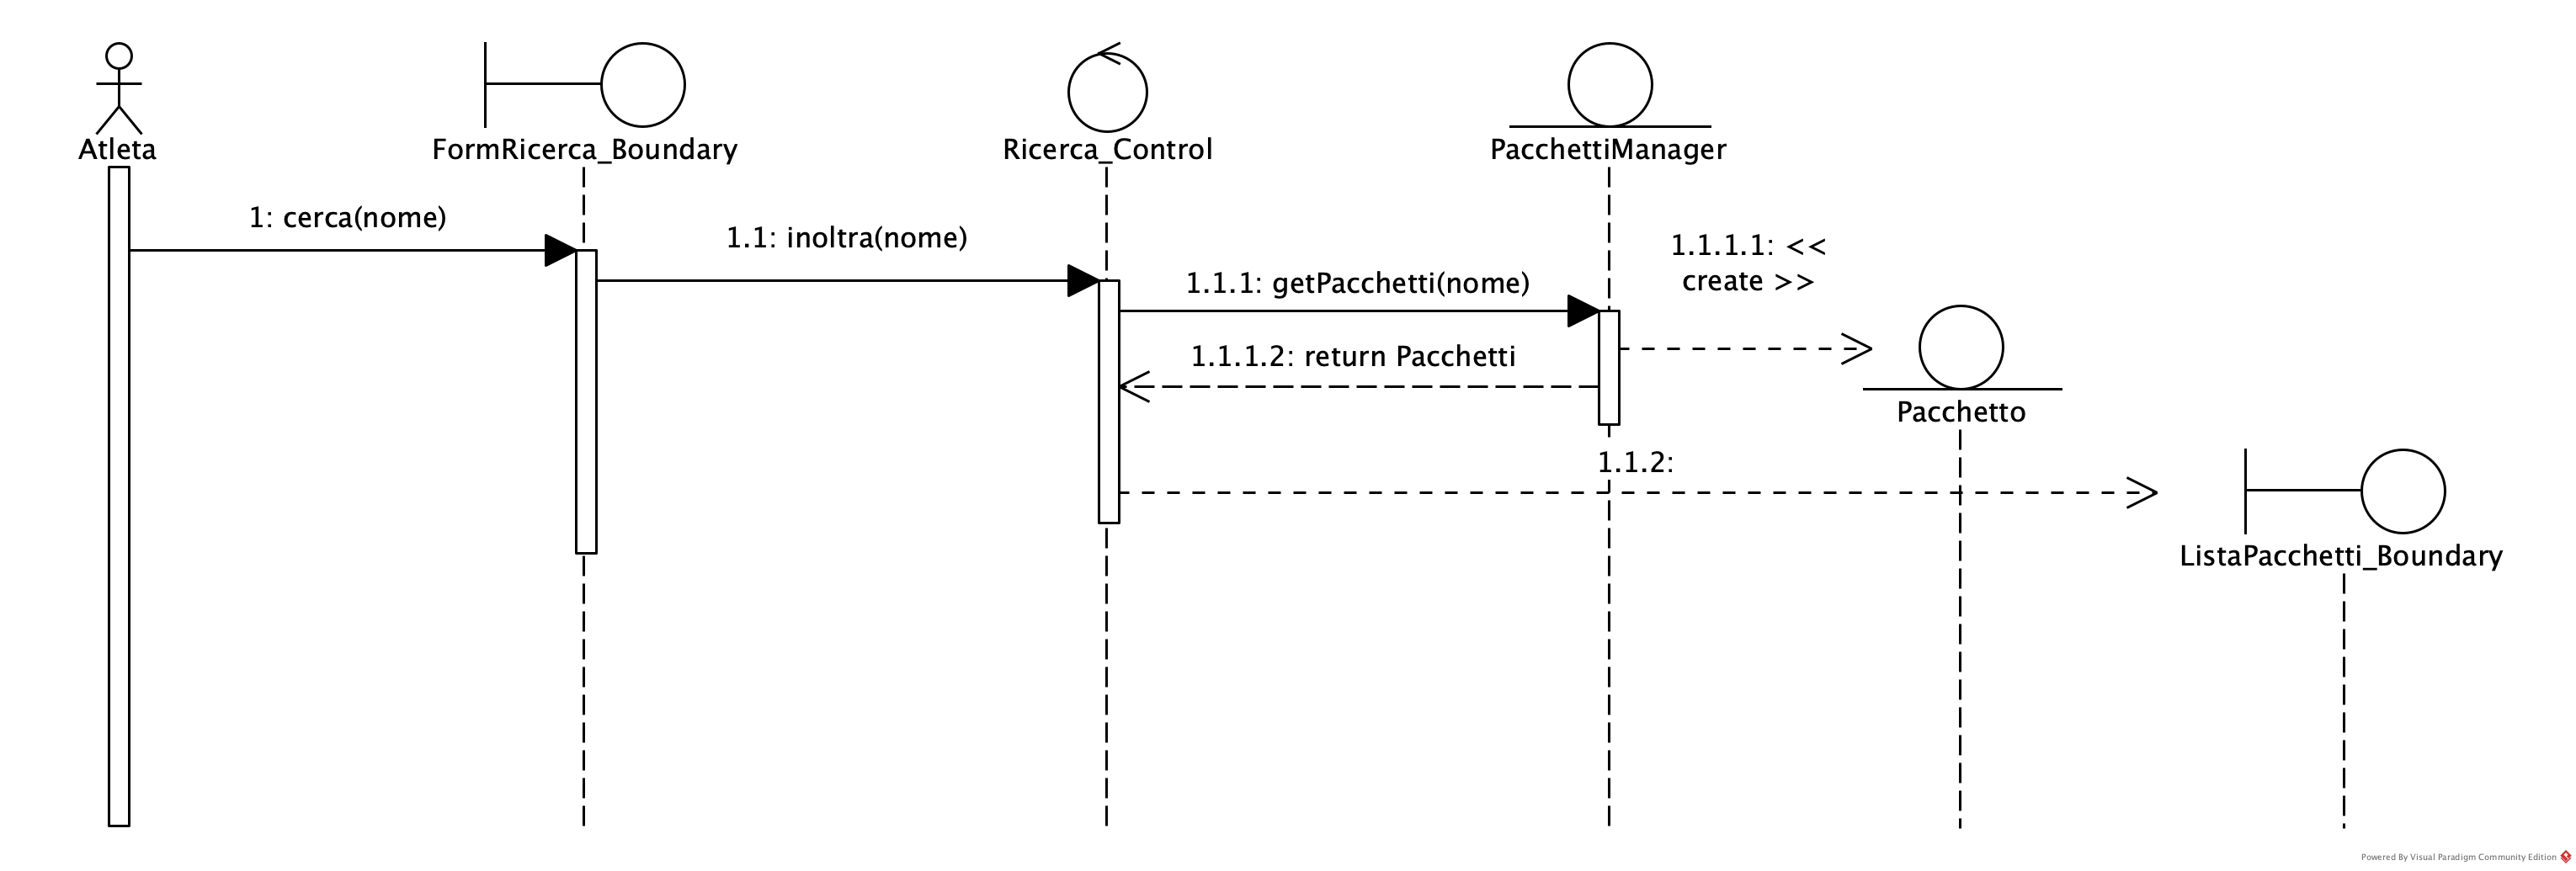 Atleta
FormRicerca_Boundary
Ricerca_Control
PacchettiManager
1: cerca(nome)
1.1: inoltra(nome)
1.1.1: getPacchetti(nome)
1.1.1.1: <<
create >>
1.1.1.2: return Pacchetti
Pacchetto
1.1.2:
ListaPacchetti_Boundary
Powered By Visual Paradigm Community Edition